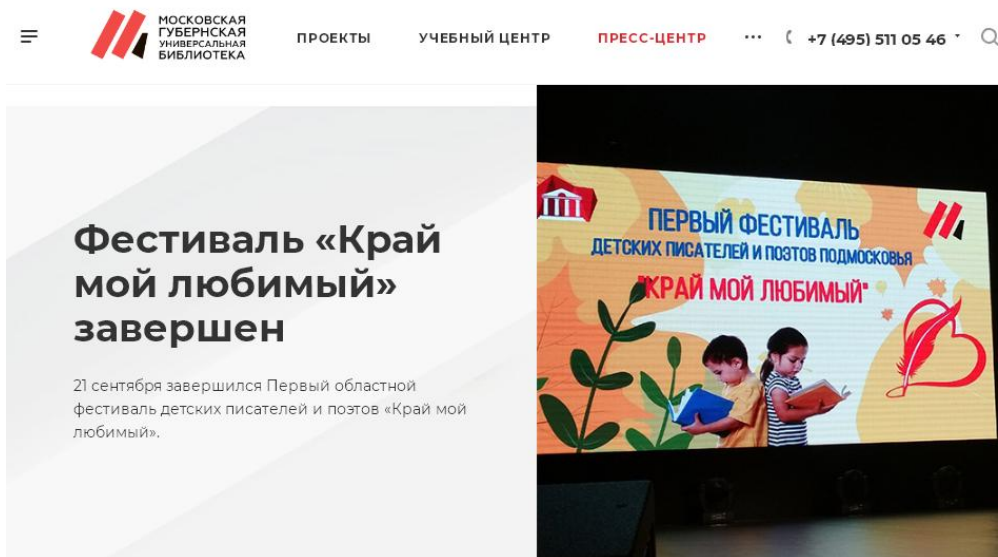 МОСКОВСКАЯ
ГУБЕРНСКАЯ
УНИВЕРСАЛЬНАЯ
БИБЛИОТЕКА
ПРОЕКТЫ
УЧЕБНЫЙ ЦЕНТР
ПРЕСС-ЦЕНТР
...
+7 (495) 511 05 46
Фестиваль «Край
мой любимый»
завершен
21 сентября завершился Первый областной
фестиваль детских писателей и поэтов «Край мой
любимый».
ПЕРВЫЙ ФЕСТИВАЛЬ
ДЕТСКИХ ПИСАТЕЛЕЙ И ПОЭТОВ ПОДМОСКОВЬЯ
"КРАЙ МОЙ ЛЮБИМЫЙ"